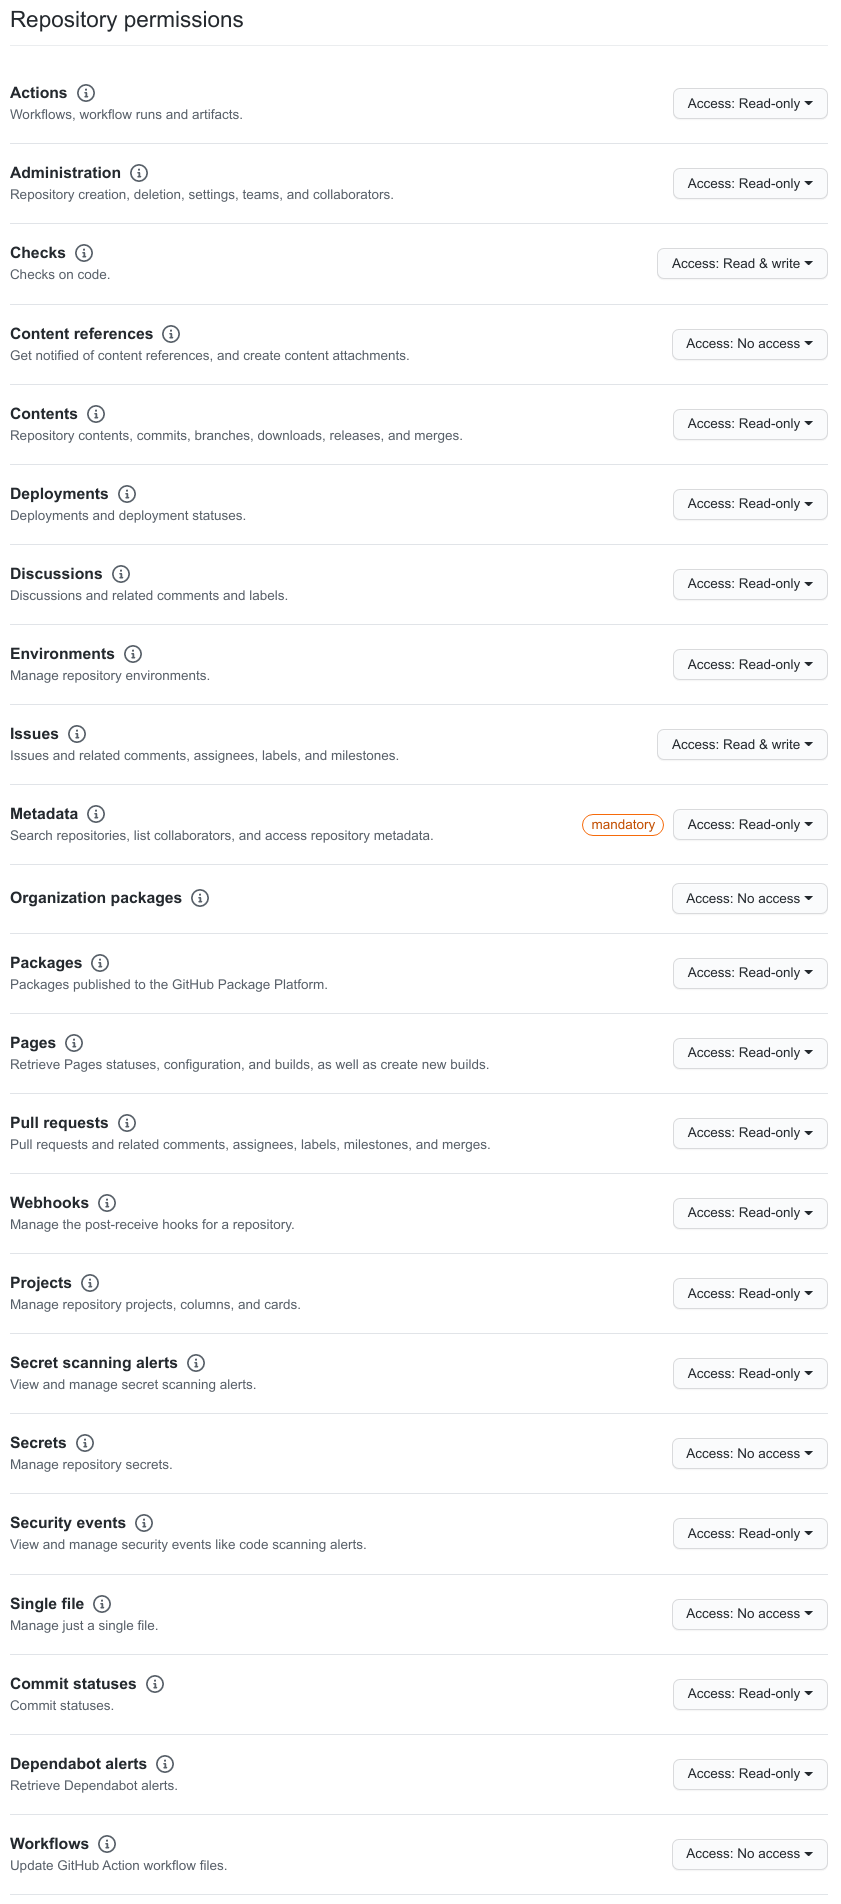 Repository permissions
Actions
Workflows, workflow runs and artifacts.
Access: Read-only
Administration
Repository creation, deletion, settings, teams, and collaborators.
Access: Read-only
Checks
Checks on code.
Access: Read & write
Content references
Get notified of content references, and create content attachments.
Access: No access
Contents
Repository contents, commits, branches, downloads, releases, and merges.
Access: Read-only
Deployments
Deployments and deployment statuses.
Access: Read-only
Discussions
Discussions and related comments and labels.
Access: Read-only
Environments
Manage repository environments.
Access: Read-only
Issues
Issues and related comments, assignees, labels, and milestones.
Access: Read & write
Metadata
Search repositories, list collaborators, and access repository metadata.
mandatory
Access: Read-only
Organization packages
Access: No access
Packages
Packages published to the GitHub Package Platform.
Access: Read-only
Pages
Retrieve Pages statuses, configuration, and builds, as well as create new builds.
Access: Read-only
Pull requests
Pull requests and related comments, assignees, labels, milestones, and merges.
Access: Read-only
Webhooks
Manage the post-receive hooks for a repository.
Access: Read-only
Projects
Manage repository projects, columns, and cards.
Access: Read-only
Secret scanning alerts
View and manage secret scanning alerts.
Access: Read-only
Secrets
Manage repository secrets.
Access: No access
Security events
View and manage security events like code scanning alerts.
Access: Read-only
Single file
Manage just a single file.
Access: No access
Commit statuses
Commit statuses.
Access: Read-only
Dependabot alerts
Retrieve Dependabot alerts.
Access: Read-only
Workflows
Update GitHub Action workflow files.
Access: No access